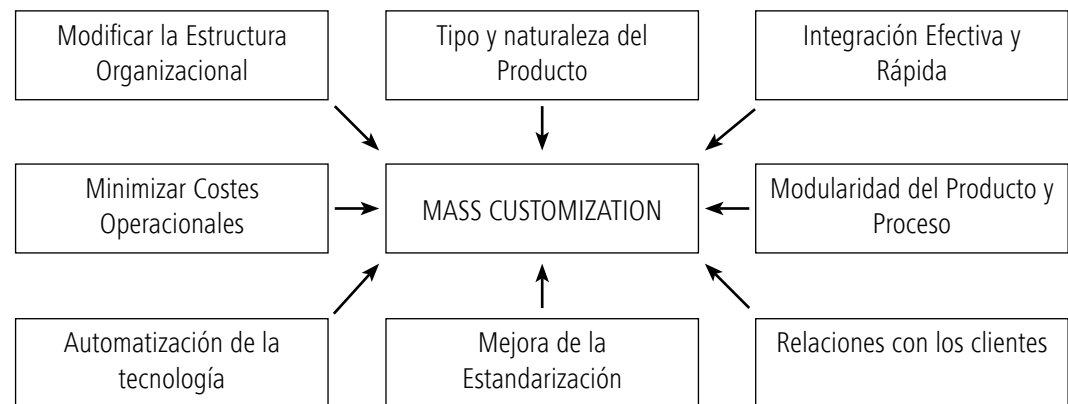 Modificar la Estructura
Organizacional
Tipo y naturaleza del
Producto
Integración Efectiva y
Rápida
Minimizar Costes
Operacionales
MASS CUSTOMIZATION
Modularidad del Producto y
Proceso
Automatización de la
tecnología
Mejora de la
Estandarización
Relaciones con los clientes